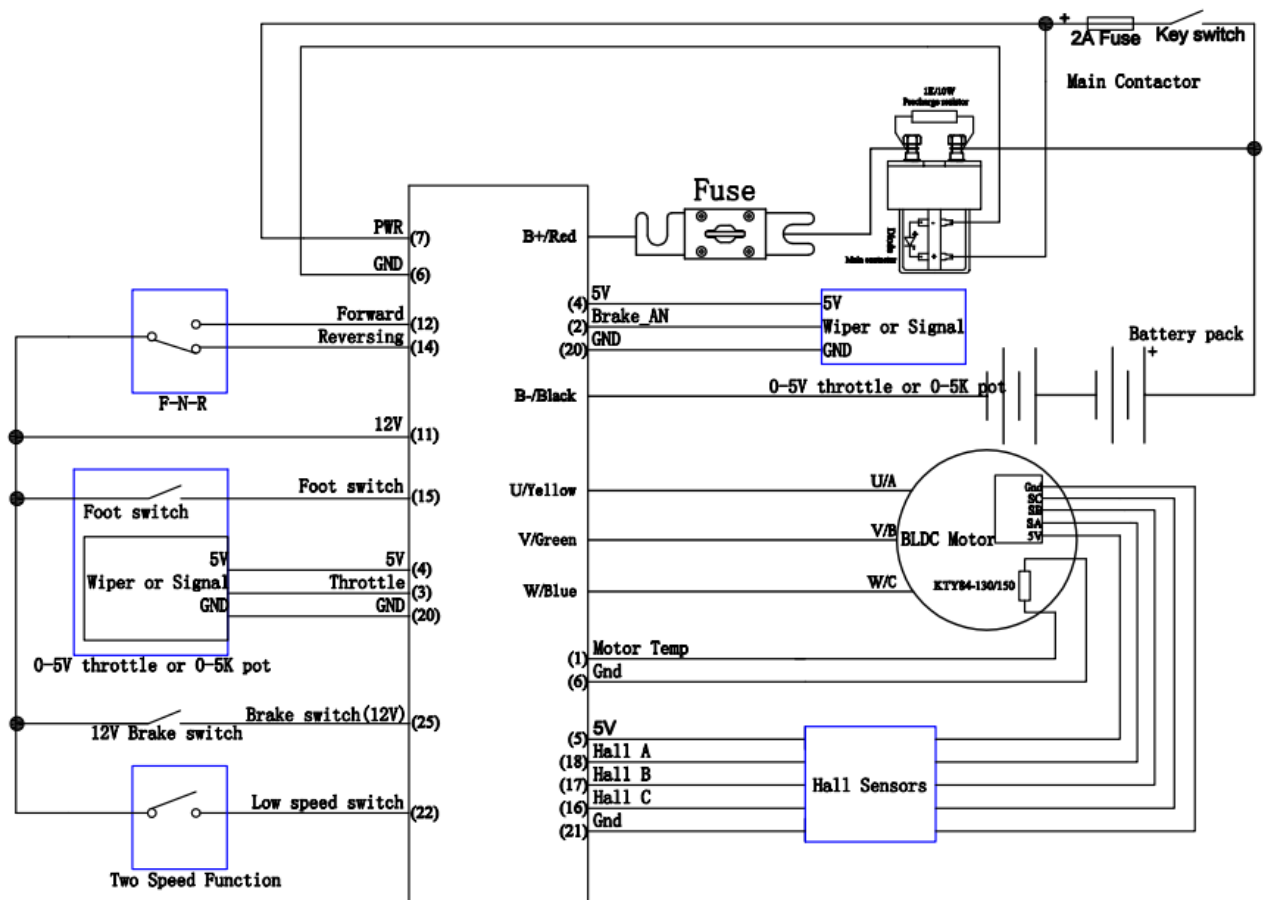 +
2A Fuse
Key switch
Main Contactor
1K/10W
Precharge resistor
Fuse
PWR
(7)
B+/Red
-
Diode
+
Main contactor
GND
(6)
Forward
(12)
Reversing
(14)
F-N-R
5V
(4)
5V
Brake_AN
(2)
Wiper or Signal
GND
(20)
GND
Battery pack
+
B-/Black
0-5V throttle or 0-5K pot
12V
(11)
Foot switch
(15)
Foot switch
5V
5V
(4)
Wiper or Signal
Throttle
(3)
GND
GND
(20)
0-5V throttle or 0-5K pot
U/Yellow
U/A
V/Green
V/B
W/Blue
W/C
BLDC Motor
Gnd
SC
SB
SA
5V
KTY84-130/150
Motor Temp
(1)
Gnd
(6)
Brake switch(12V)
(25)
12V Brake switch
Low speed switch
(22)
Two Speed Function
5V
(5)
Hall A
(18)
Hall B
(17)
Hall C
(16)
Gnd
(21)
Hall Sensors